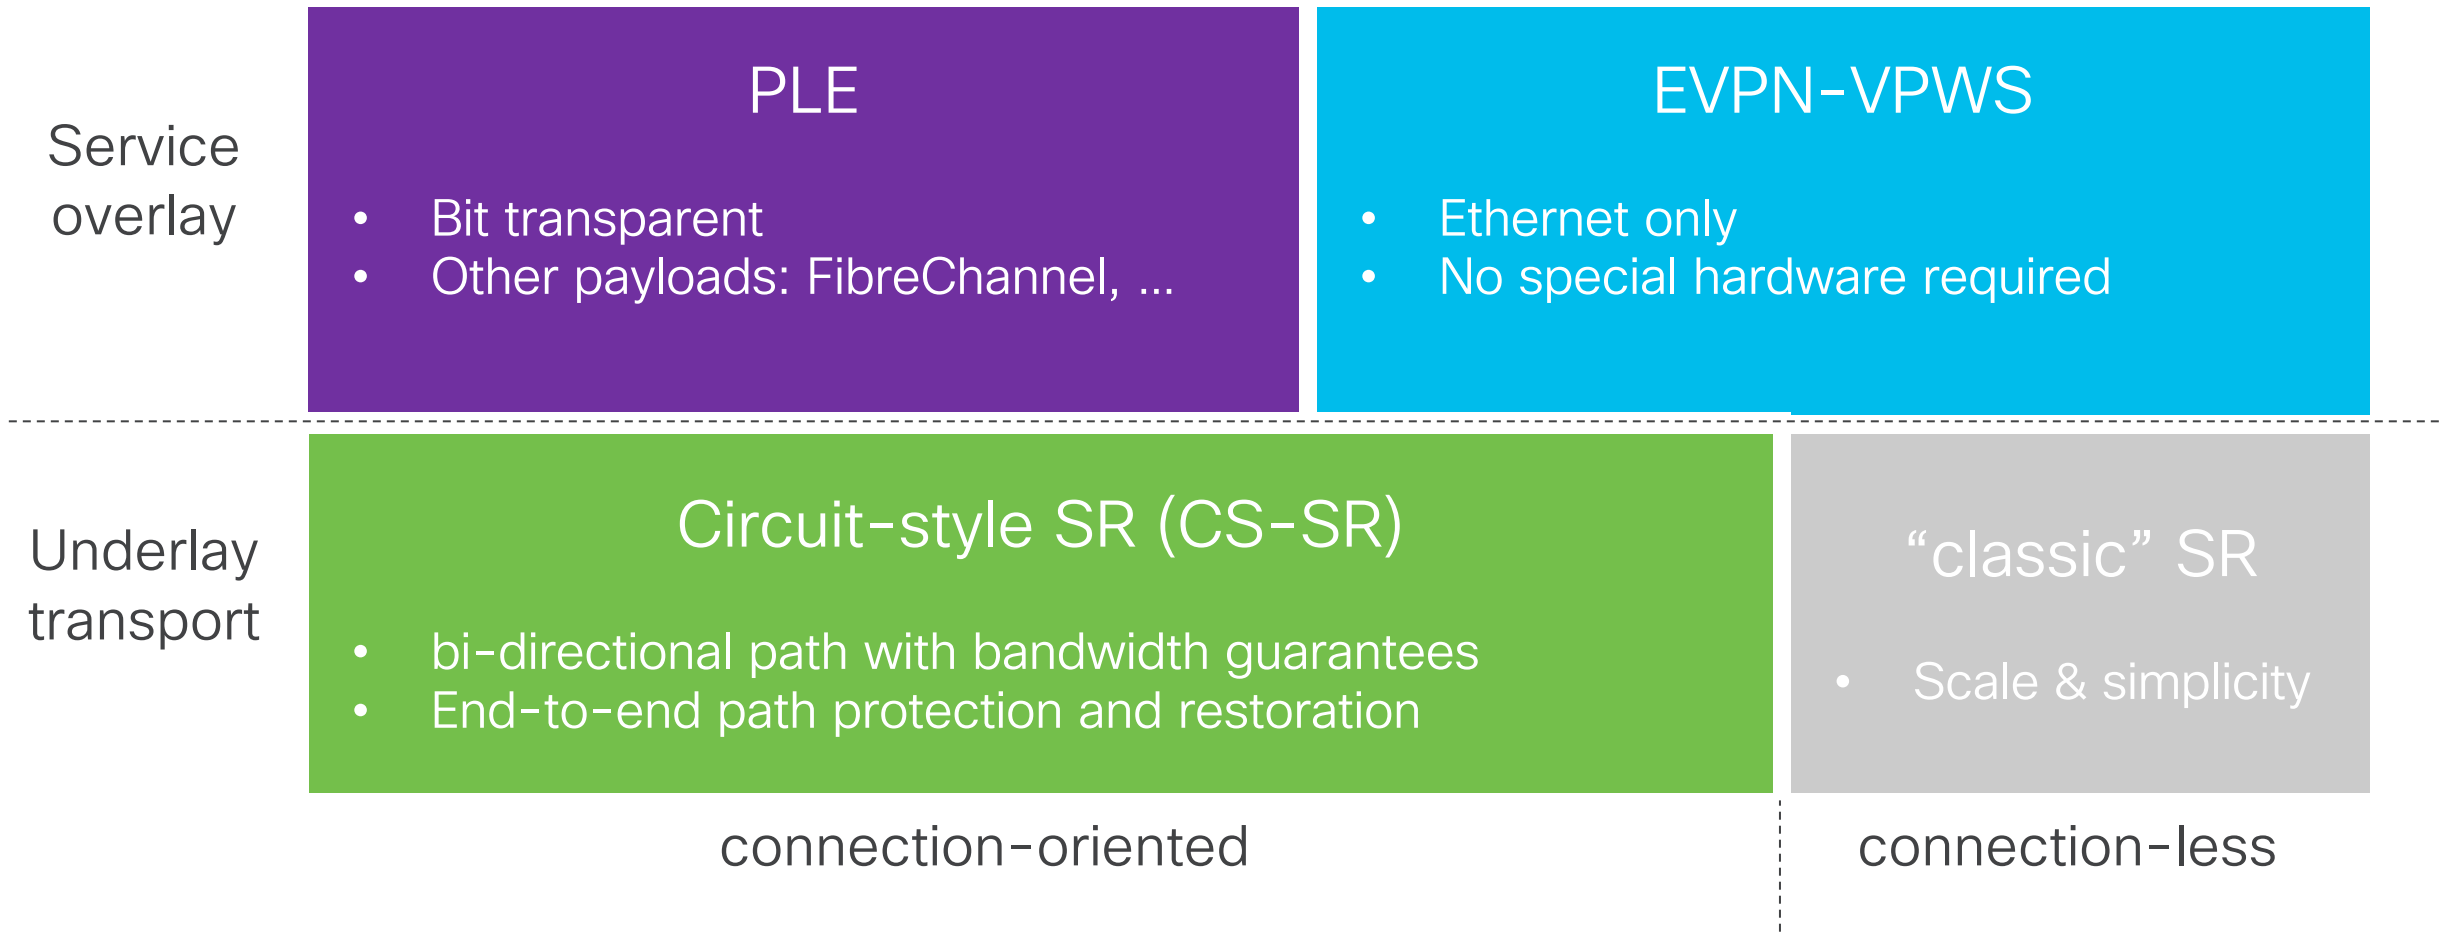 Service
overlay
PLE
• Bit transparent
• Other payloads: FibreChannel, ...
EVPN-VPWS
• Ethernet only
• No special hardware required
Underlay
transport
Circuit-style SR (CS-SR)
• bi-directional path with bandwidth guarantees
• End-to-end path protection and restoration
“classic” SR
• Scale & simplicity
connection-oriented
connection-less